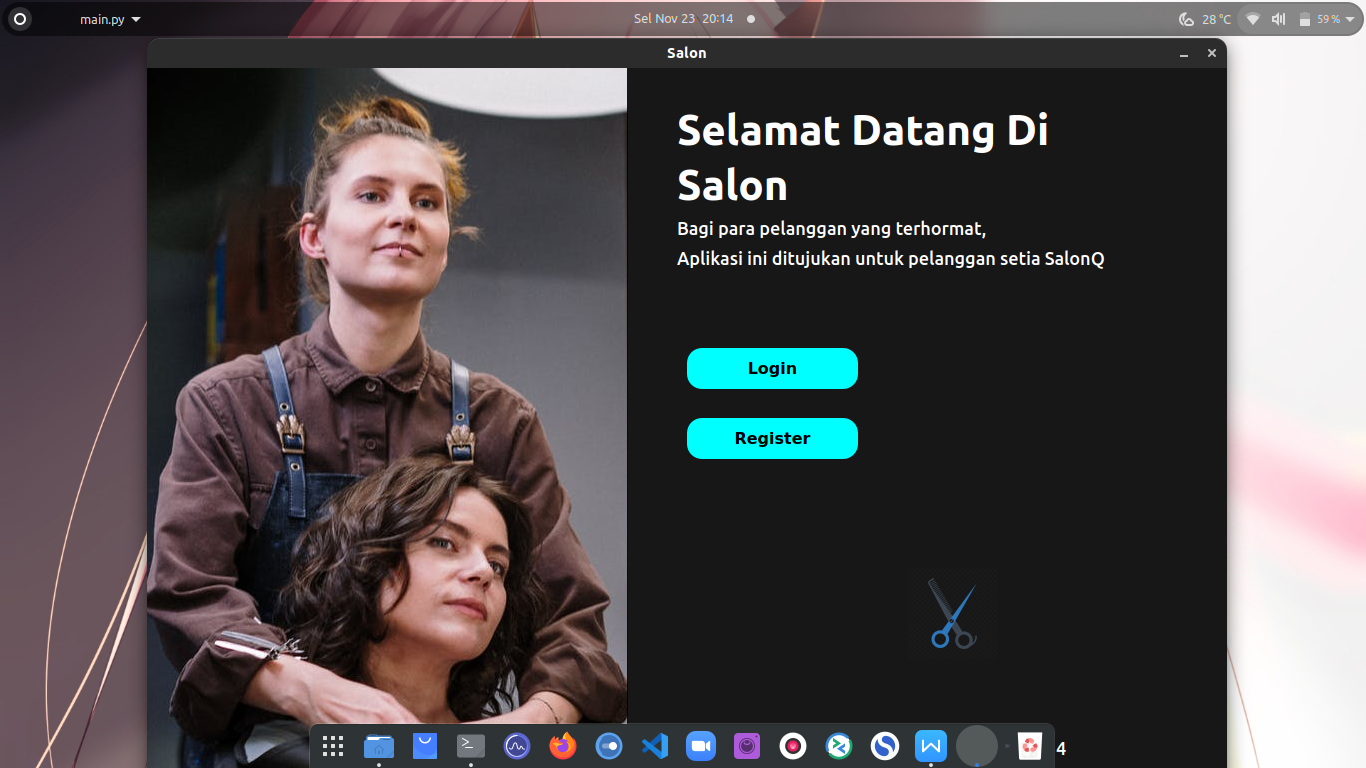 main.py
Sel Nov 23 20:14
28 °C
59 %
Salon
Selamat Datang Di
Salon
Bagi para pelanggan yang terhormat,
Aplikasi ini ditujukan untuk pelanggan setia SalonQ
Login
Register
4